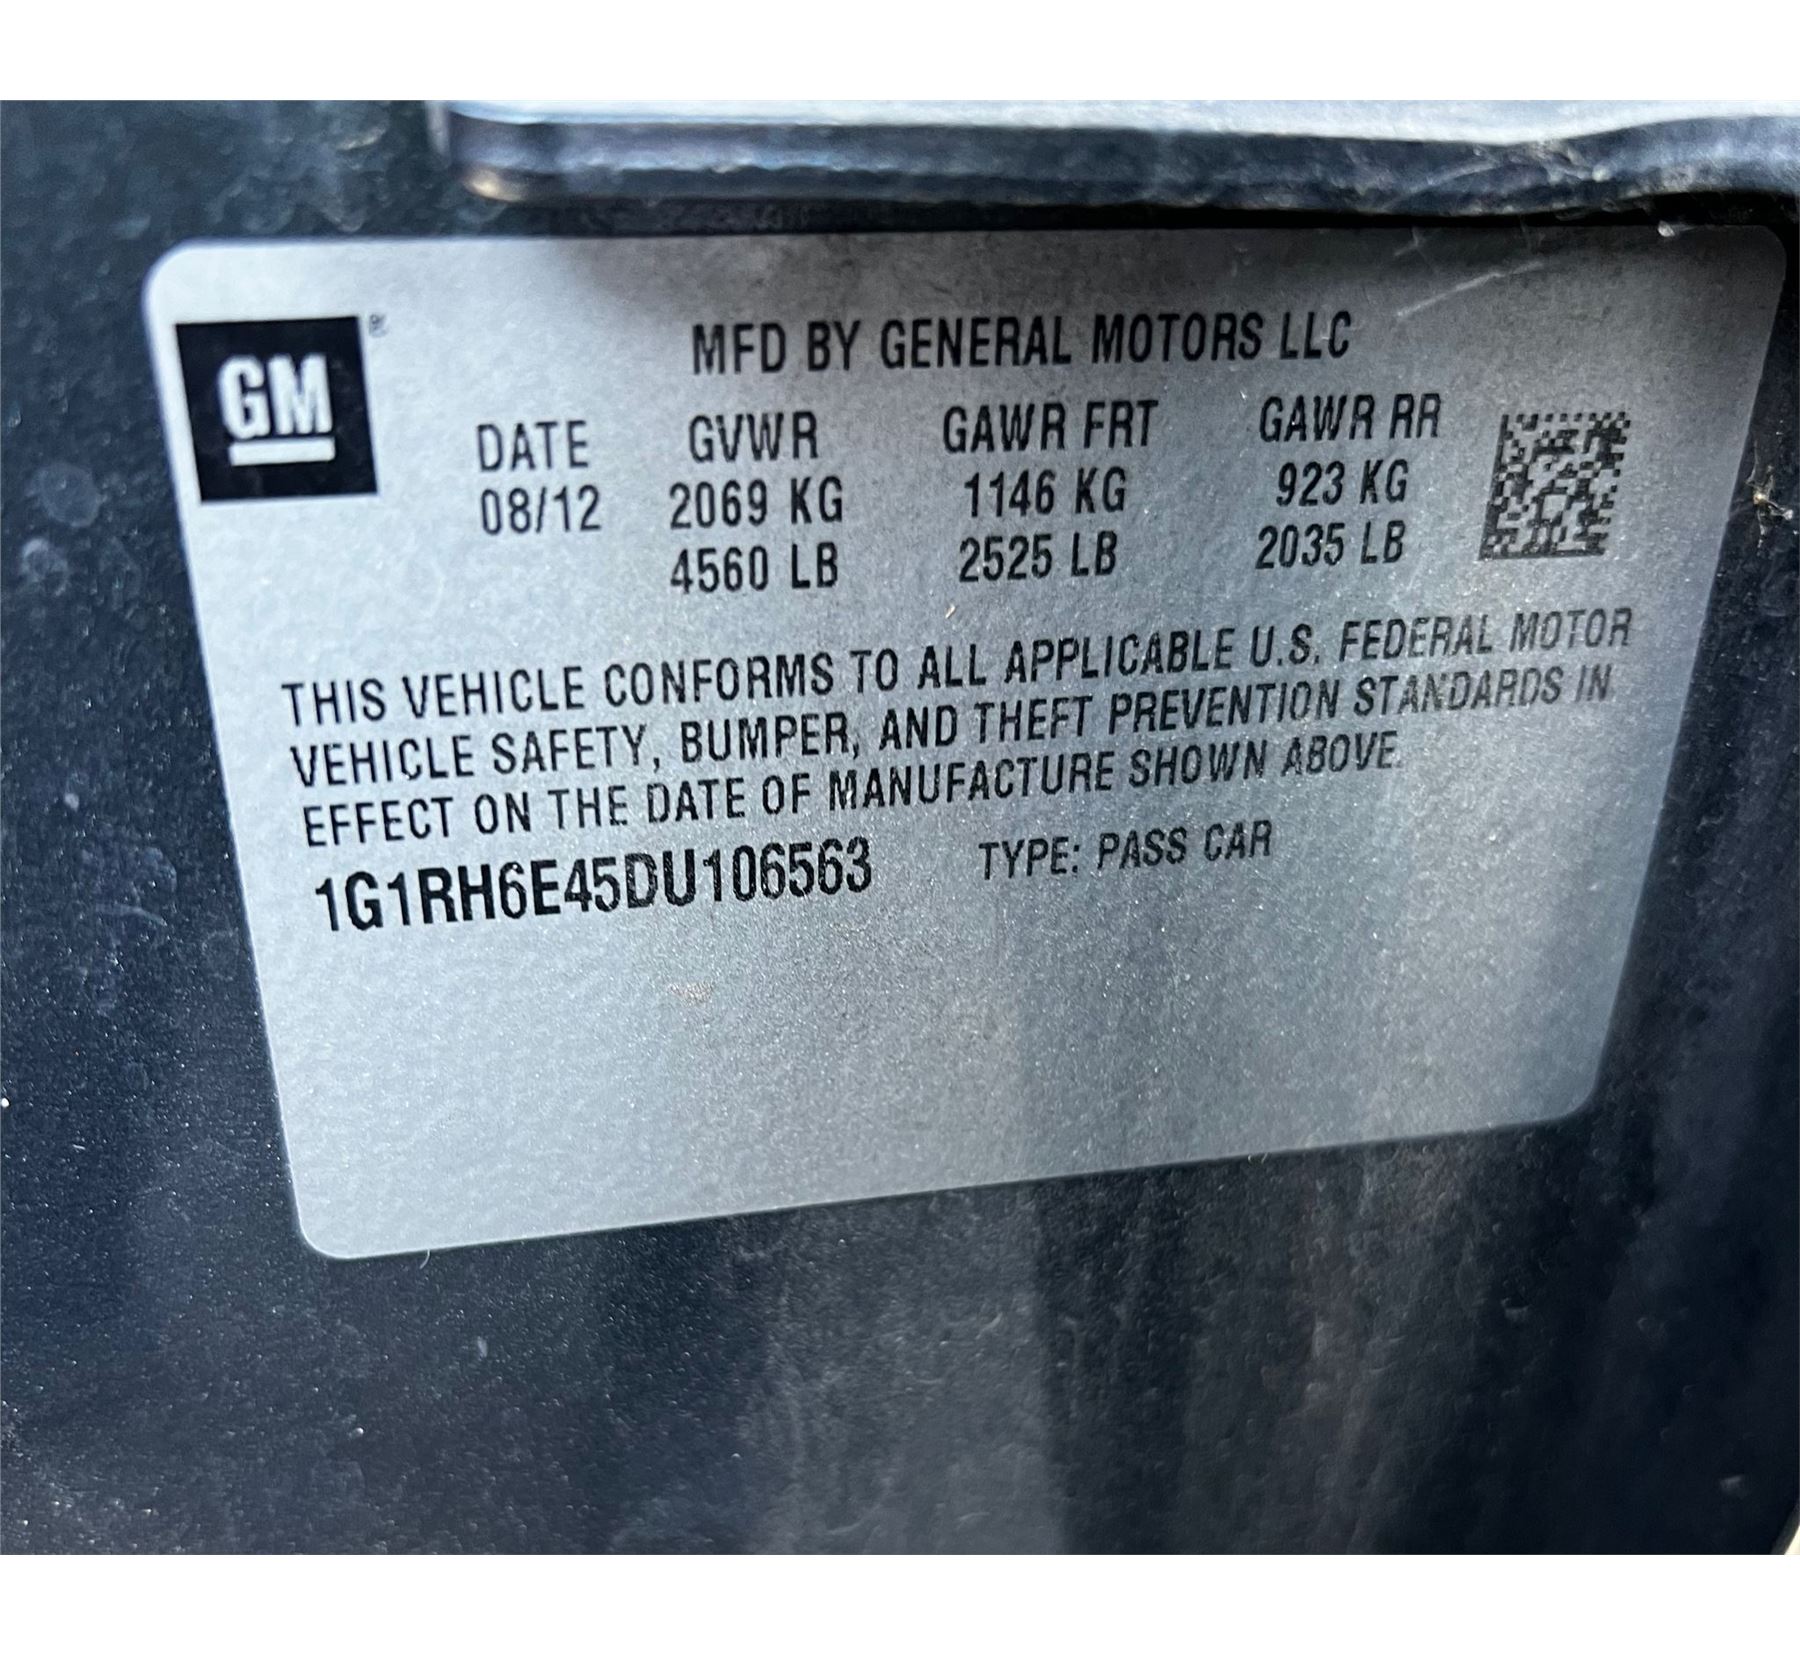 GM ®
MFD BY GENERAL MOTORS LLC
DATE GVWR GAWR FRT GAWR RR
08/12 2069 KG 1146 KG 923 KG
4560 LB 2525 LB 2035 LB
THIS VEHICLE CONFORMS TO ALL APPLICABLE U.S. FEDERAL MOTOR
VEHICLE SAFETY, BUMPER, AND THEFT PREVENTION STANDARDS IN
EFFECT ON THE DATE OF MANUFACTURE SHOWN ABOVE.
1G1RH6E45DU106563 TYPE: PASS CAR